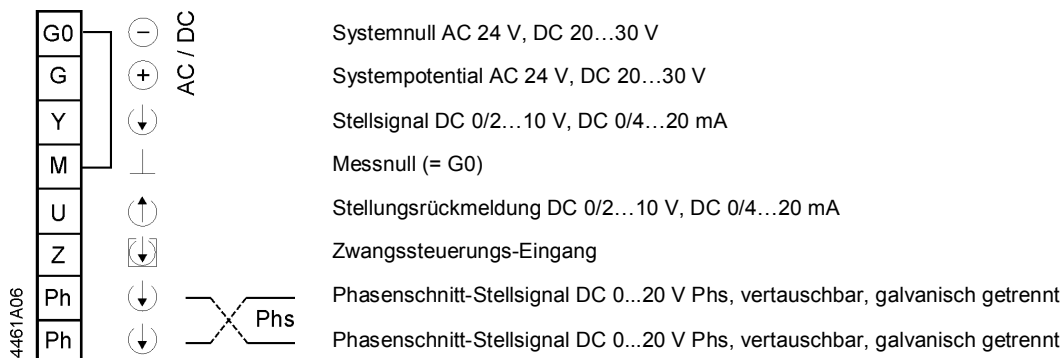 G0 AC / DC Systemnull AC 24 V, DC 20…30 V
G Systempotential AC 24 V, DC 20…30 V
Y Stellsignal DC 0/2…10 V, DC 0/4…20 mA
M Messnull (= G0)
U Stellungsrückmeldung DC 0/2…10 V, DC 0/4…20 mA
Z Zwangssteuerungs-Eingang
Ph Phs Phasenschnitt-Stellsignal DC 0...20 V Phs, vertauschbar, galvanisch getrennt
Ph Phasenschnitt-Stellsignal DC 0...20 V Phs, vertauschbar, galvanisch getrennt
4461A06